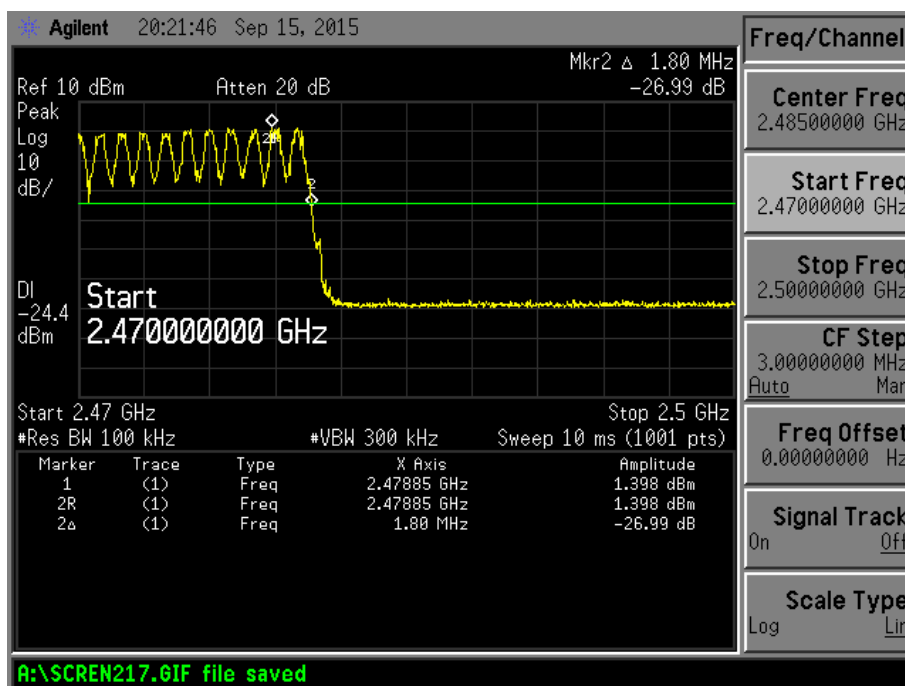 Agilent 20:21:46 Sep 15, 2015
Mkr2 Δ 1.80 MHz
Ref 10 dBm Atten 20 dB -26.99 dB
Peak
Log
10
dB/
2
DI
-24.4
dBm
Start
2.470000000 GHz
Start 2.47 GHz Stop 2.5 GHz
#Res BW 100 kHz #VBW 300 kHz Sweep 10 ms (1001 pts)
Marker Trace Type X Axis Amplitude
1 (1) Freq 2.47885 GHz 1.398 dBm
2R (1) Freq 2.47885 GHz 1.398 dBm
2Δ (1) Freq 1.80 MHz -26.99 dB
A:\SCREN217.GIF file saved
Freq/Channel
Center Freq
2.48500000 GHz
Start Freq
2.47000000 GHz
Stop Freq
2.50000000 GHz
CF Step
3.00000000 MHz
Auto Man
Freq Offset
0.00000000 Hz
Signal Track
On Off
Scale Type
Log Lin